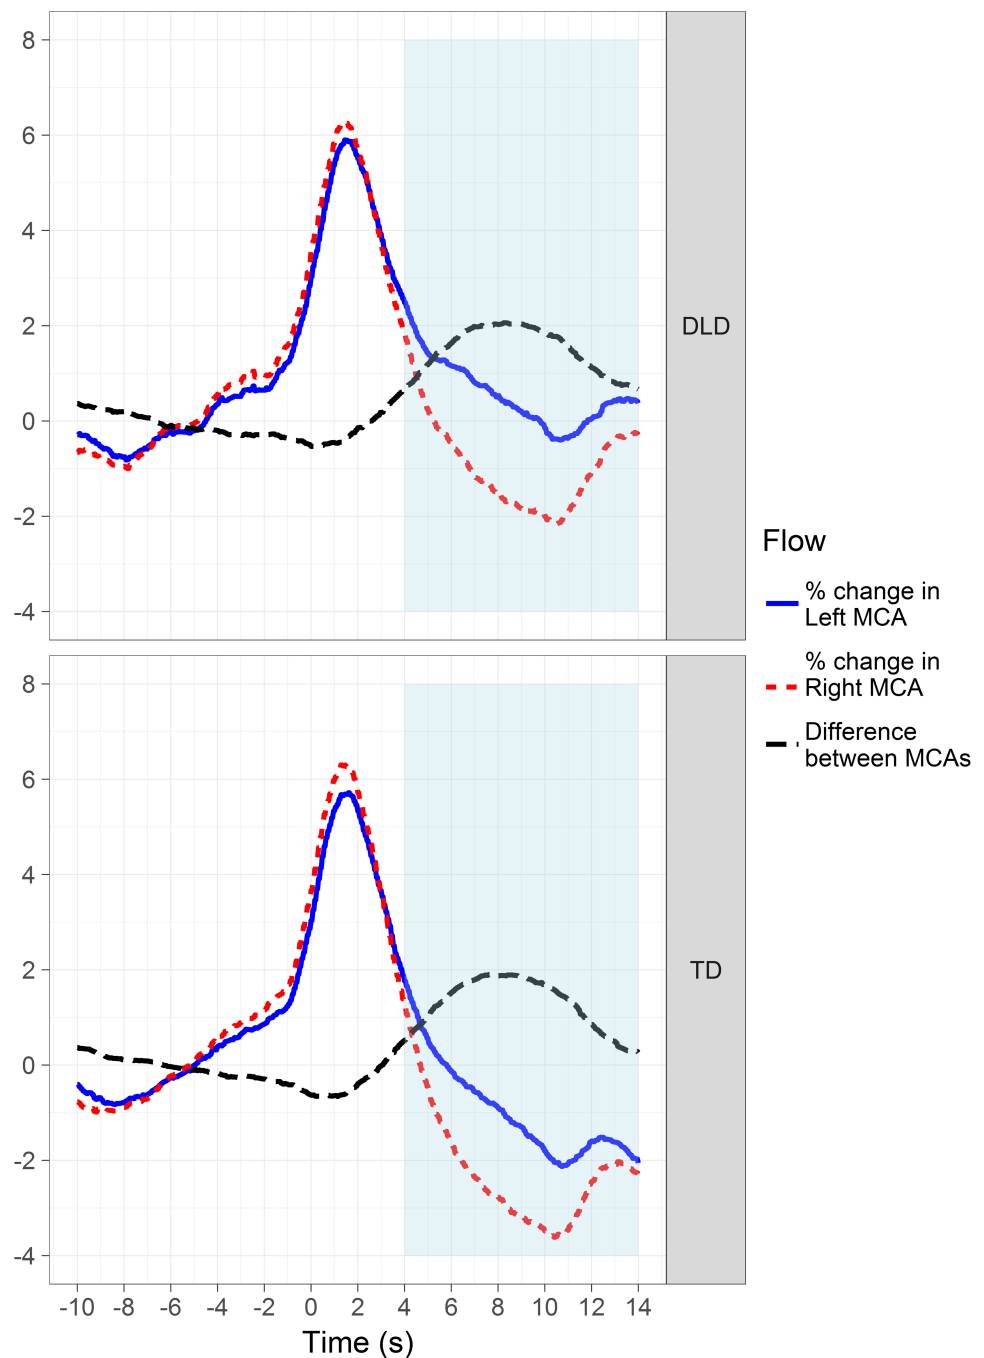 8
6
4
2
0
-2
-4
DLD
8
6
4
2
0
-2
-4
TD
-10 -8 -6 -4 -2 0 2 4 6 8 10 12 14
Time (s)
Flow
% change in
Left MCA
% change in
Right MCA
Difference
between MCAs